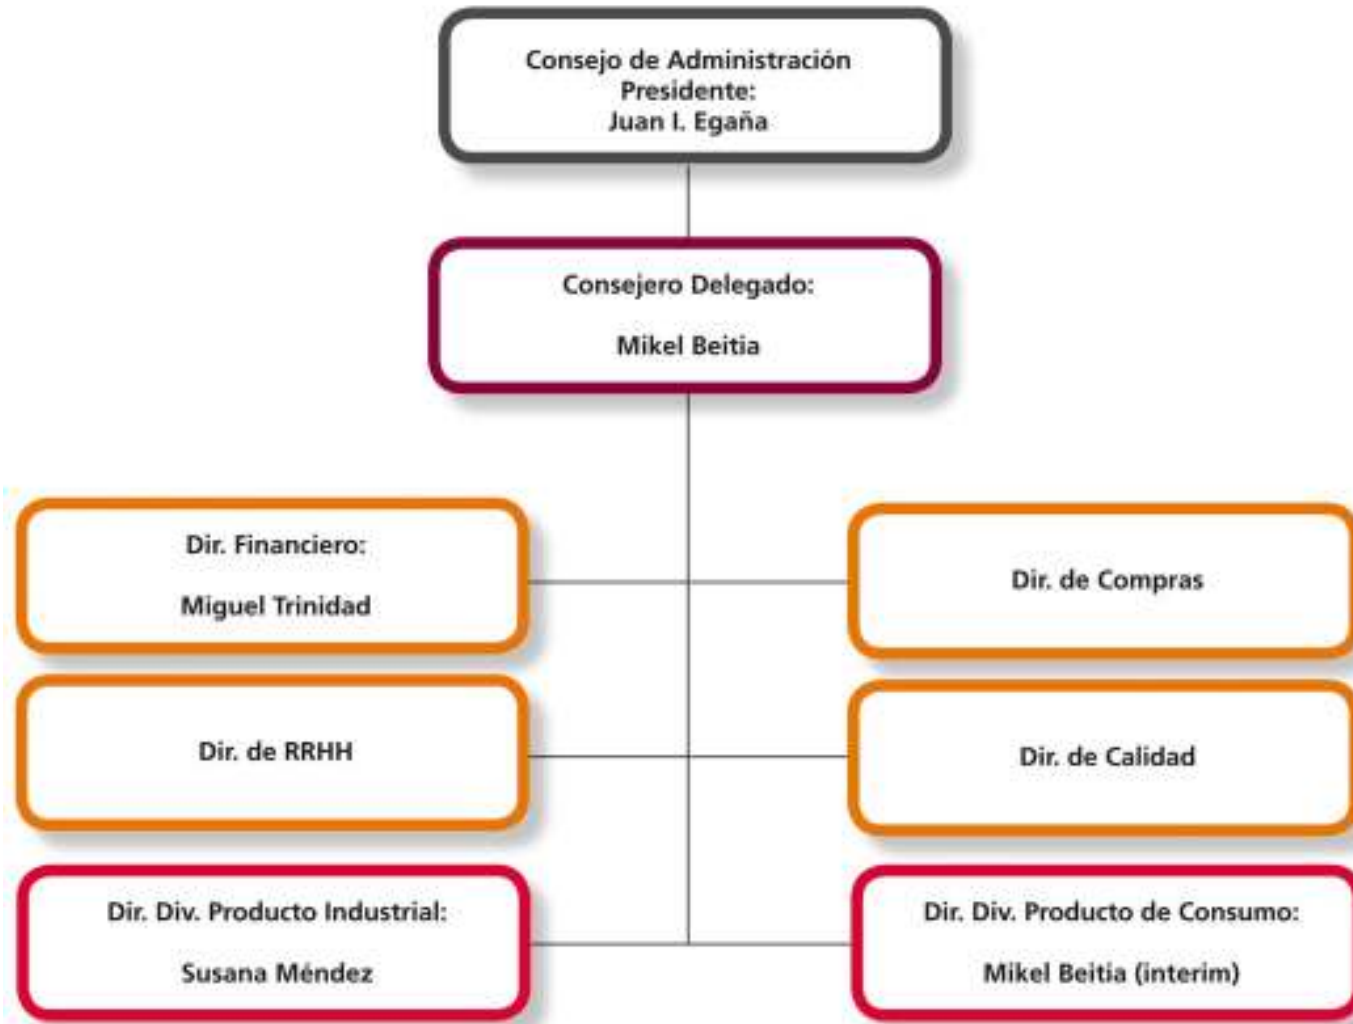 Consejo de Administración
Presidente:
Juan I. Egaña
Consejero Delegado:
Mikel Beitia
Dir. Financiero:
Miguel Trinidad
Dir. de Compras
Dir. de RRHH
Dir. de Calidad
Dir. Div. Producto Industrial:
Susana Méndez
Dir. Div. Producto de Consumo:
Mikel Beitia (interim)